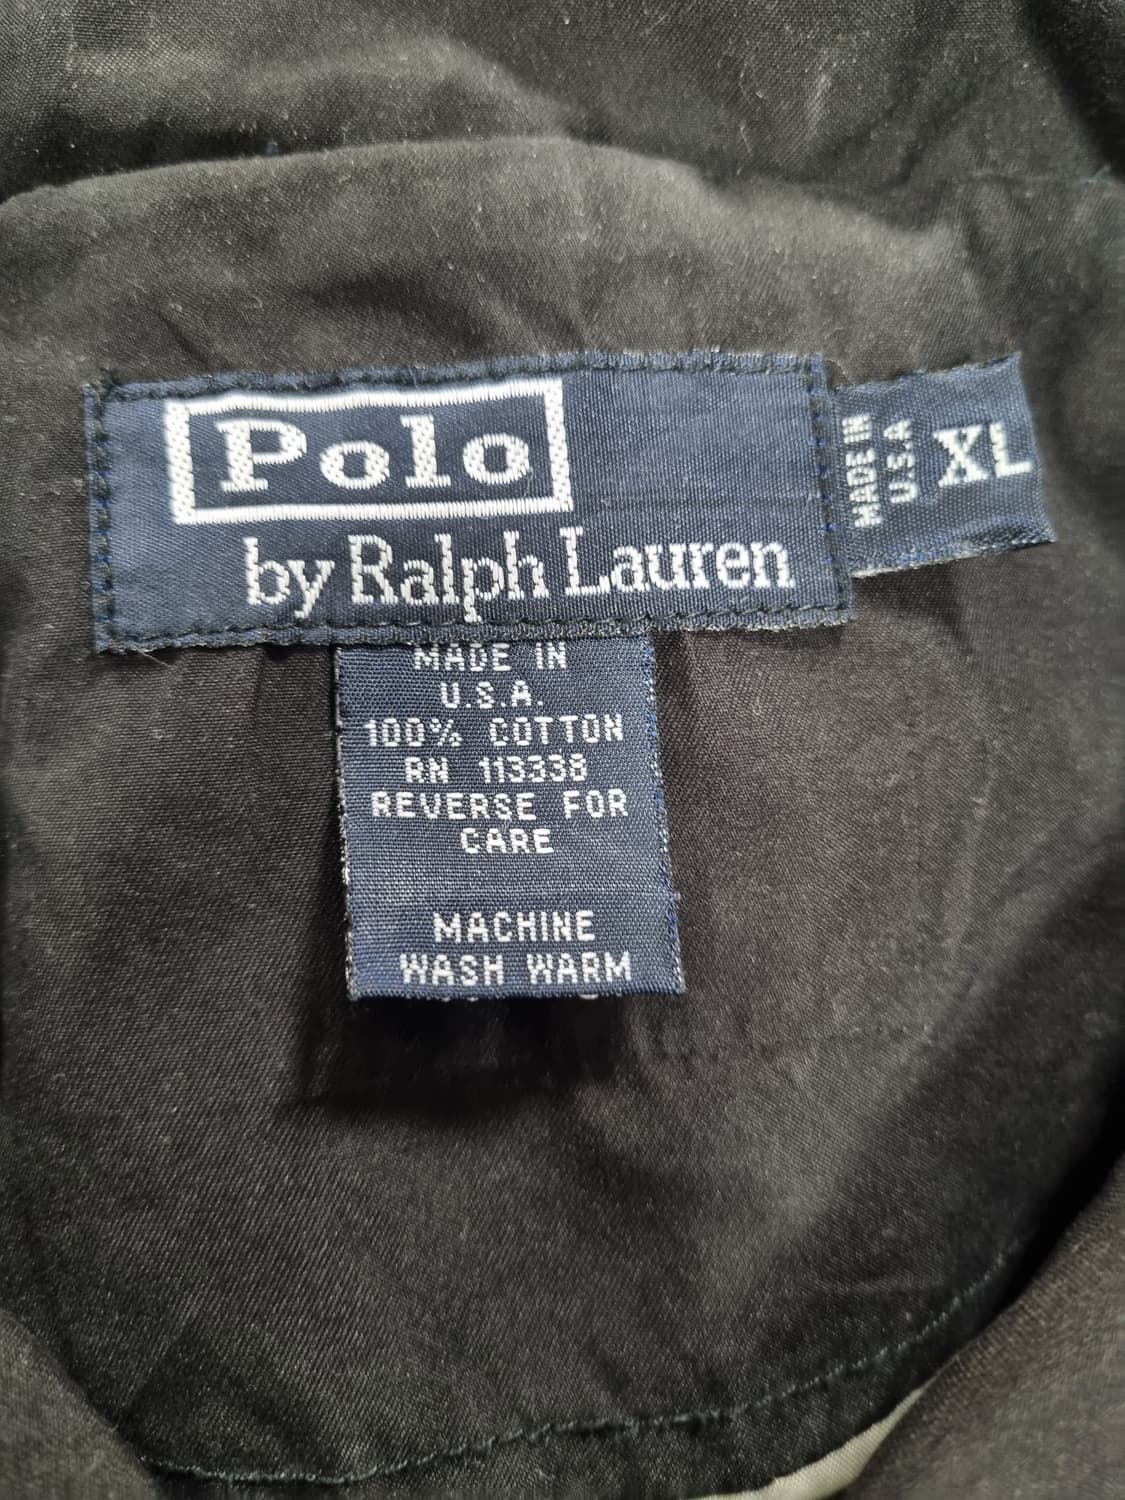 Polo
by Ralph Lauren
MADE IN
U.S.A
XL
MADE IN
U.S.A.
100% COTTON
RN 113338
REVERSE FOR
CARE
MACHINE
WASH WARM